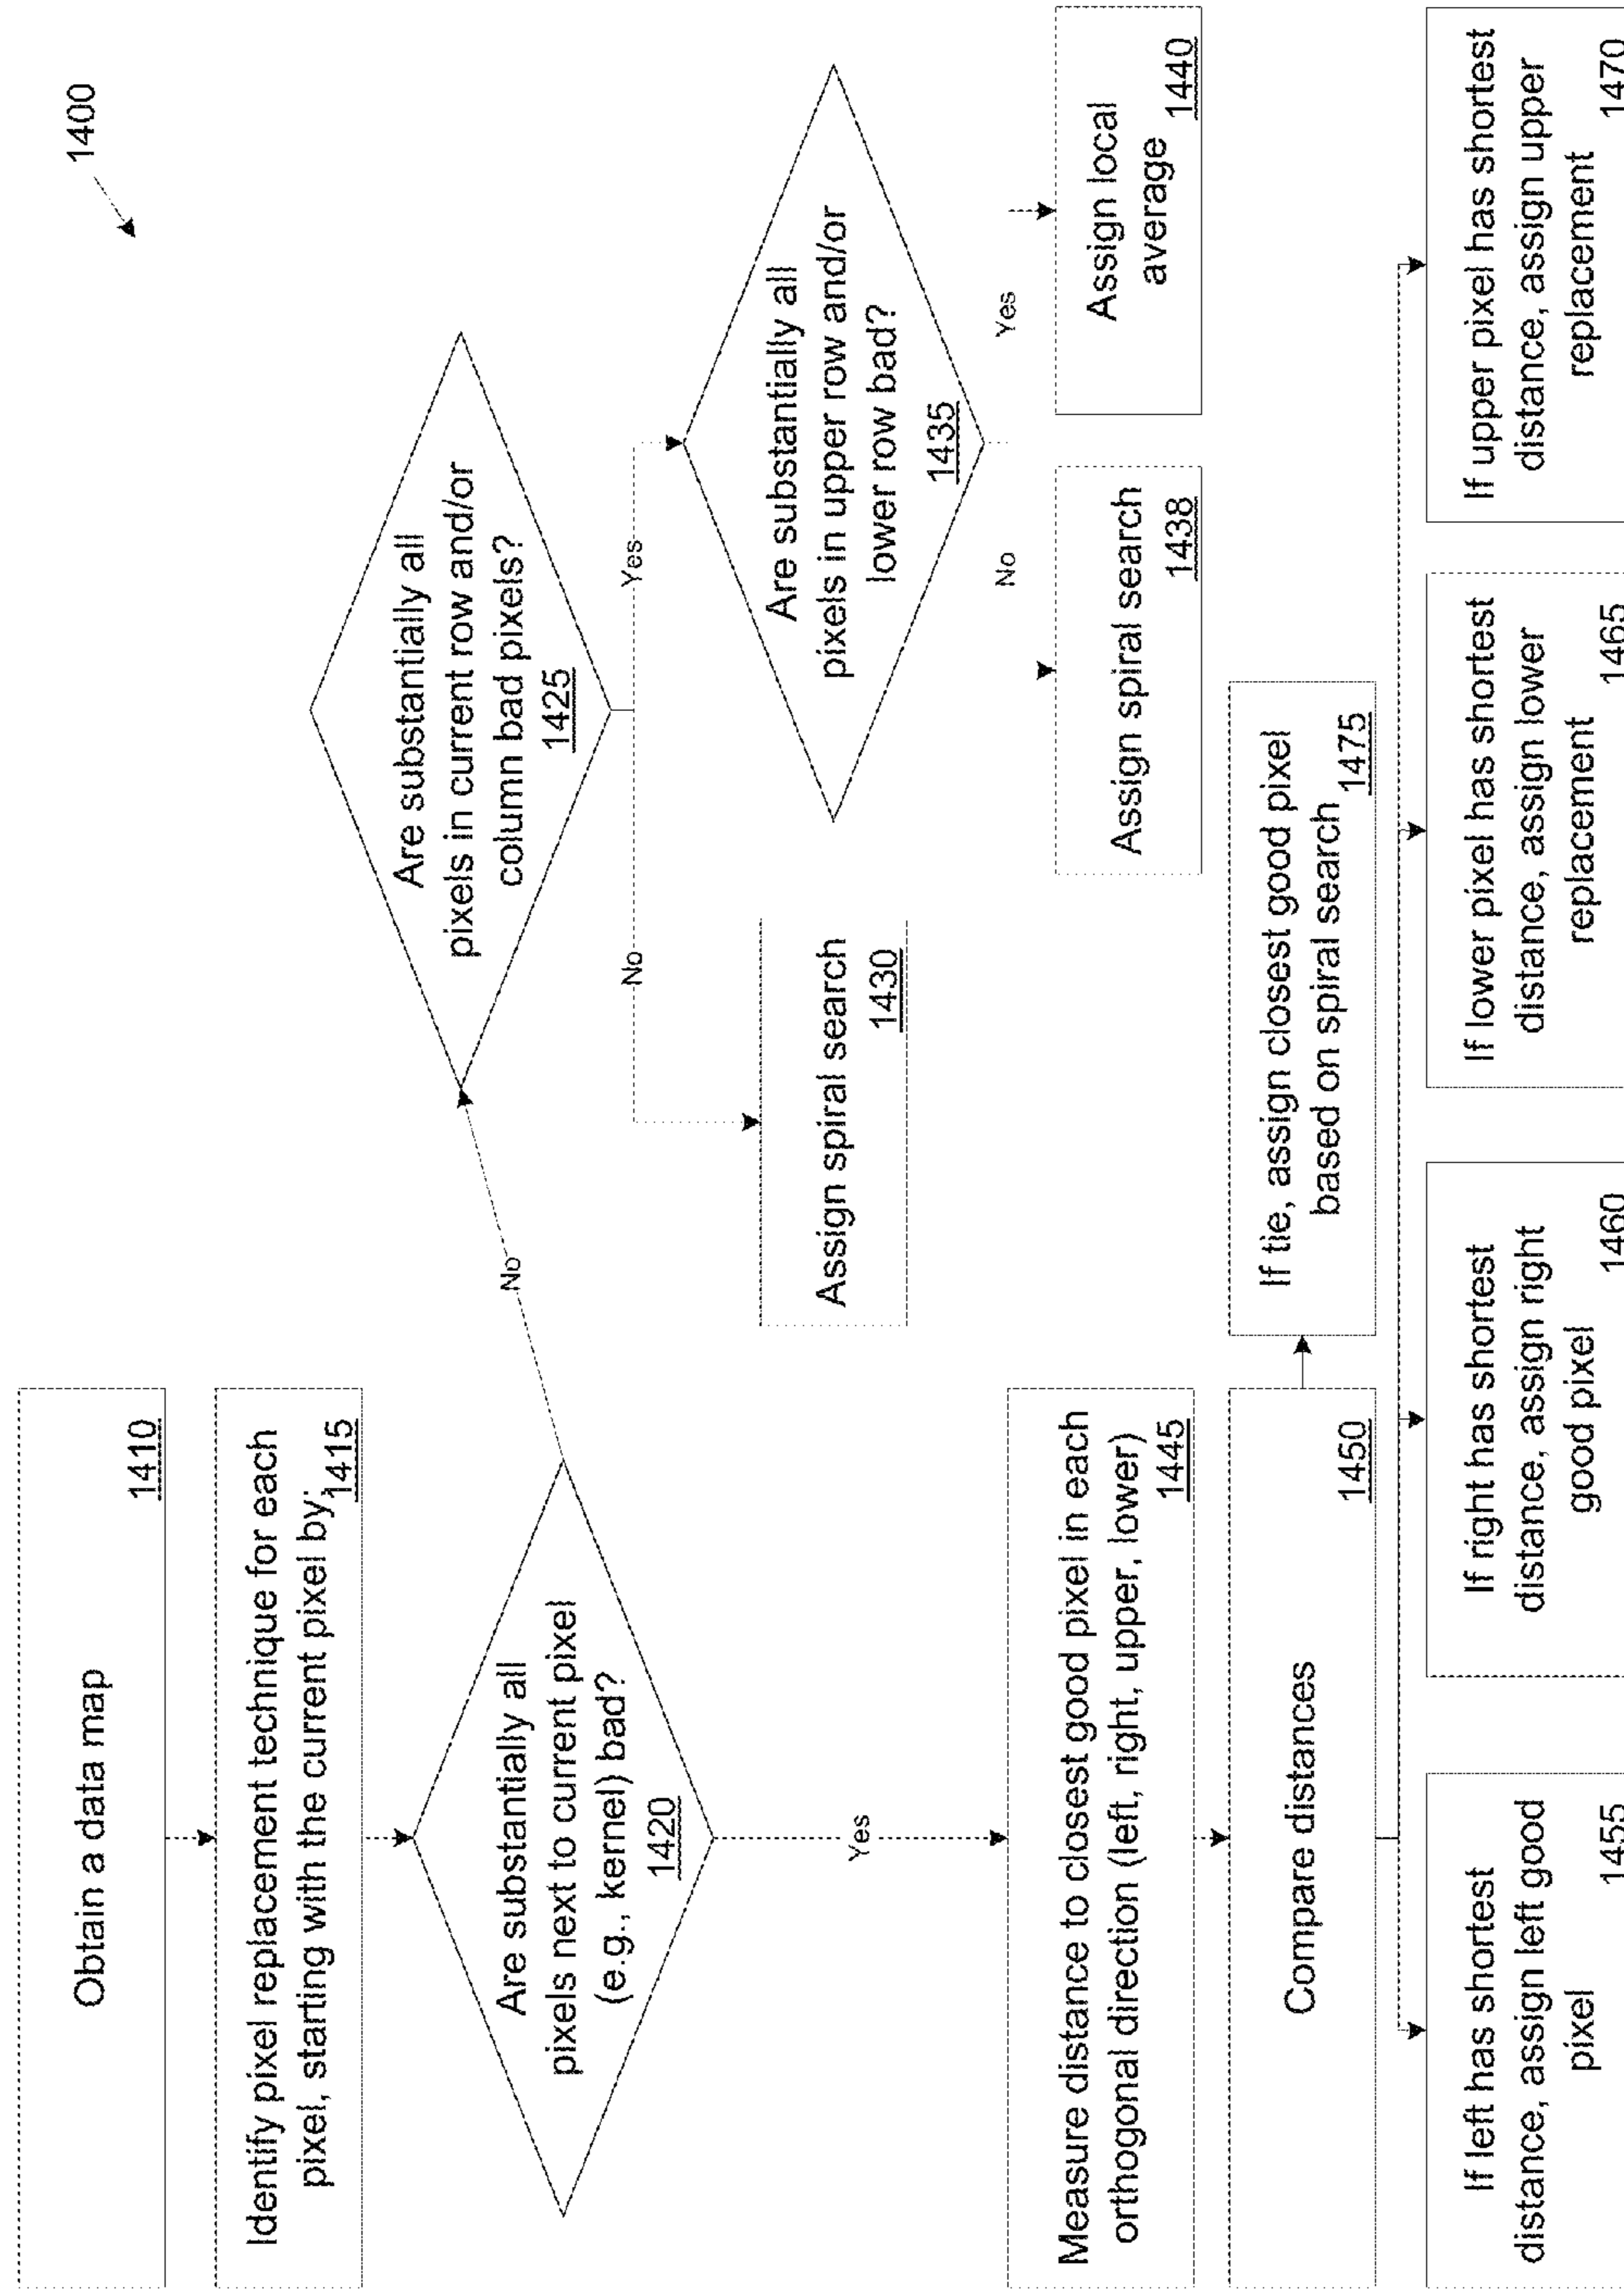 1400
Obtain a data map
1410
Identify pixel replacement technique for each
pixel, starting with the current pixel by:
1415
Are substantially all
pixels next to current pixel
(e.g., kernel) bad?
1420
No
Are substantially all
pixels in current row and/or
column bad pixels?
1425
No
Yes
Assign spiral search
1430
Are substantially all
pixels in upper row and/or
lower row bad?
1435
No
Yes
Assign spiral search
1438
Assign local
average
1440
Yes
Measure distance to closest good pixel in each
orthogonal direction (left, right, upper, lower)
1445
Compare distances
1450
If tie, assign closest good pixel
based on spiral search
1475
If left has shortest
distance, assign left good
pixel
1455
If right has shortest
distance, assign right
good pixel
1460
If lower pixel has shortest
distance, assign lower
replacement
1465
If upper pixel has shortest
distance, assign upper
replacement
1470